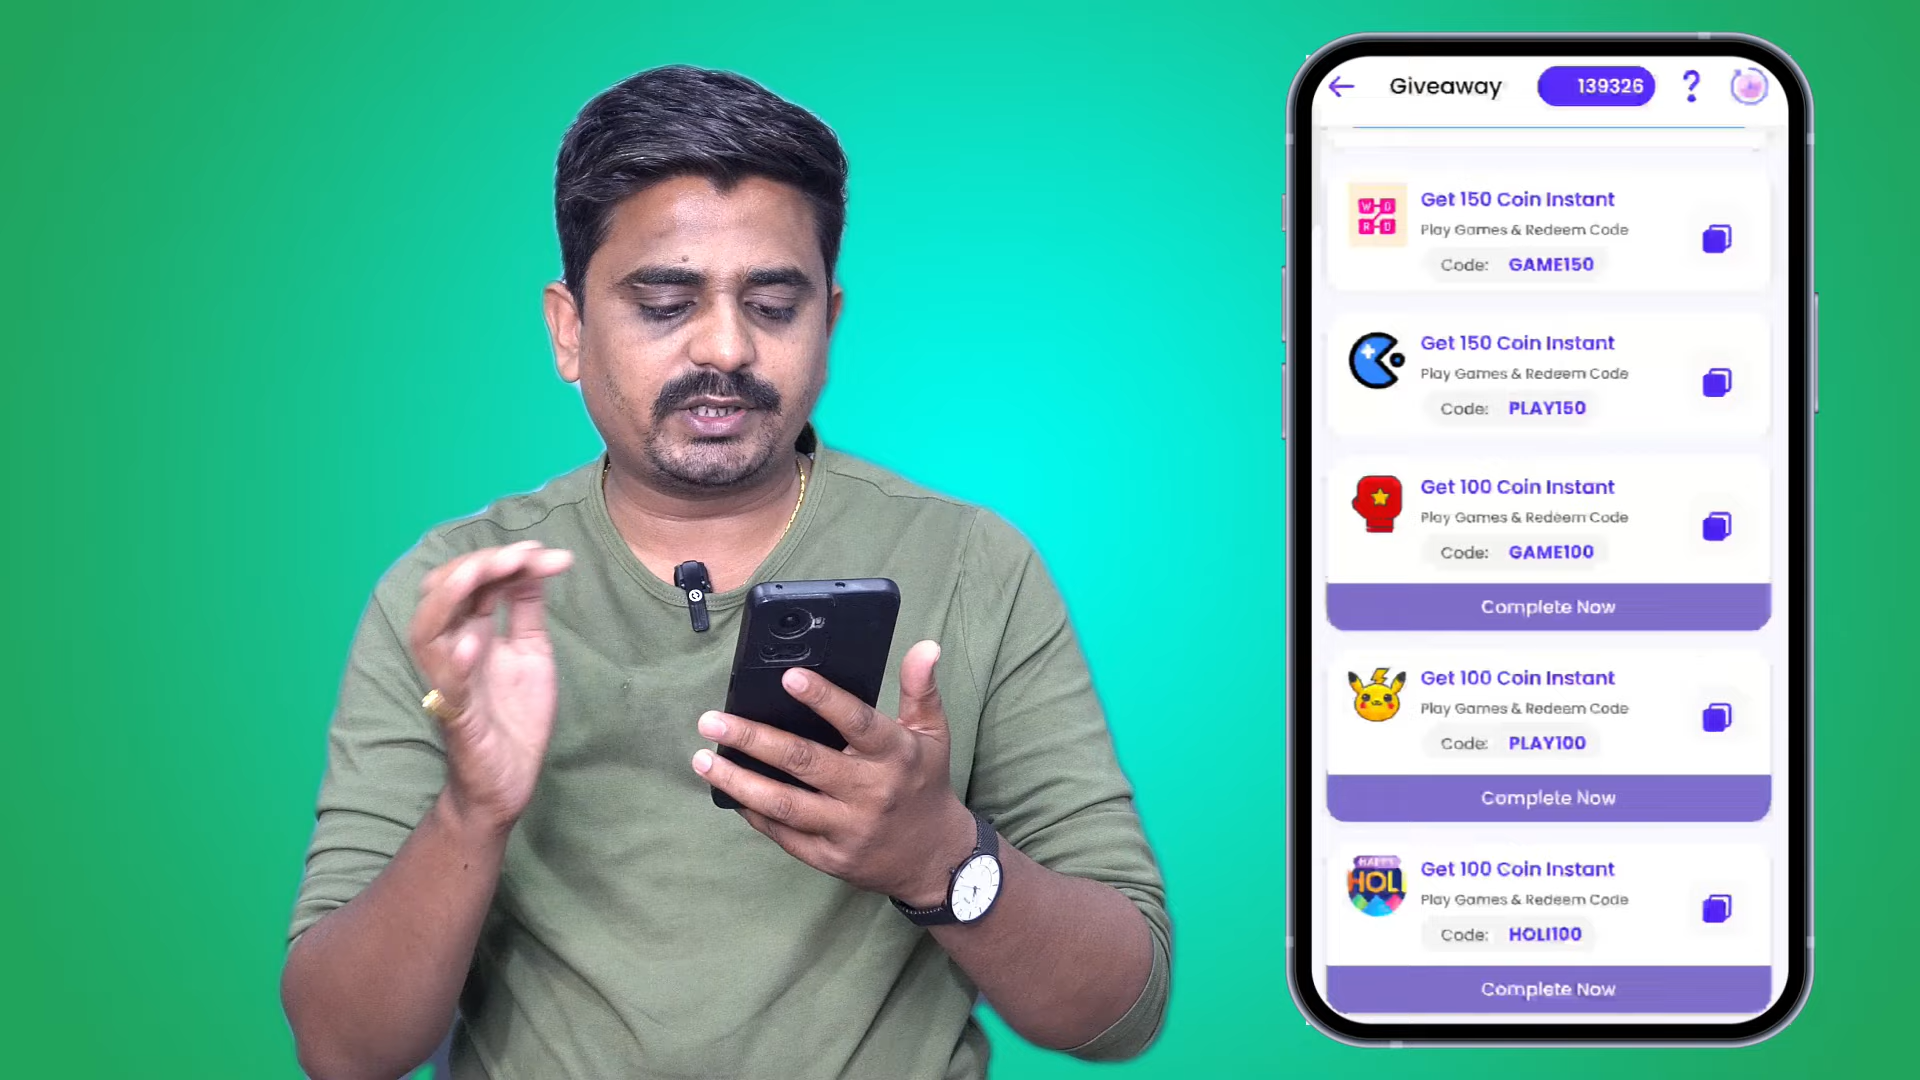 Giveaway
139326
?
Get 150 Coin Instant
Play Games & Redeem Code
Code: GAME150
Get 150 Coin Instant
Play Games & Redeem Code
Code: PLAY150
Get 100 Coin Instant
Play Games & Redeem Code
Code: GAME100
Complete Now
Get 100 Coin Instant
Play Games & Redeem Code
Code: PLAY100
Complete Now
HAPPY
HOLI
Get 100 Coin Instant
Play Games & Redeem Code
Code: HOLI100
Complete Now